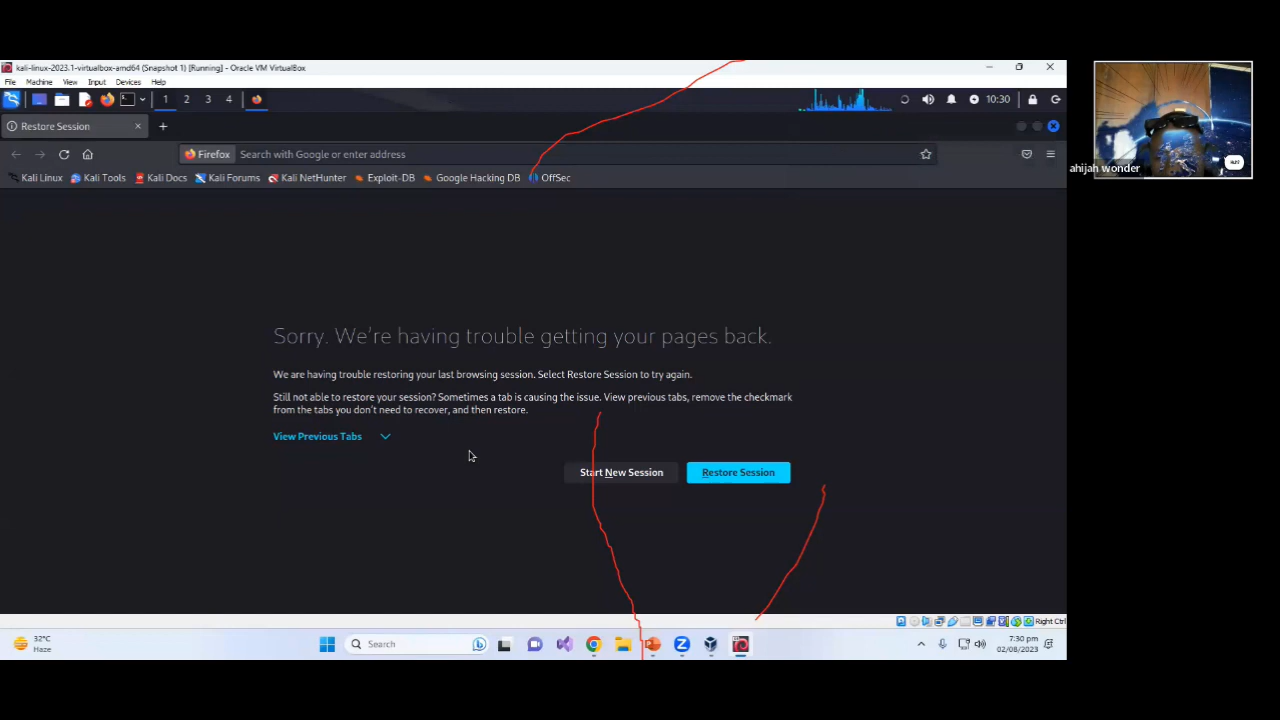 kali-linux-2023.1-virtualbox-amd64 (Snapshot 1) [Running] - Oracle VM VirtualBox
File Machine View Input Devices Help
1 2 3 4 10:30
Restore Session
Firefox Search with Google or enter address
Kali Linux Kali Tools Kali Docs Kali Forums Kali NetHunter Exploit-DB Google Hacking DB OffSec
ahijah wonder
Sorry. We're having trouble getting your pages back.
We are having trouble restoring your last browsing session. Select Restore Session to try again.
Still not able to restore your session? Sometimes a tab is causing the issue. View previous tabs, remove the checkmark
from the tabs you don't need to recover, and then restore.
View Previous Tabs
Start New Session Restore Session
Right Ctrl
32°C
Haze
Search
7:30 pm
02/08/2023